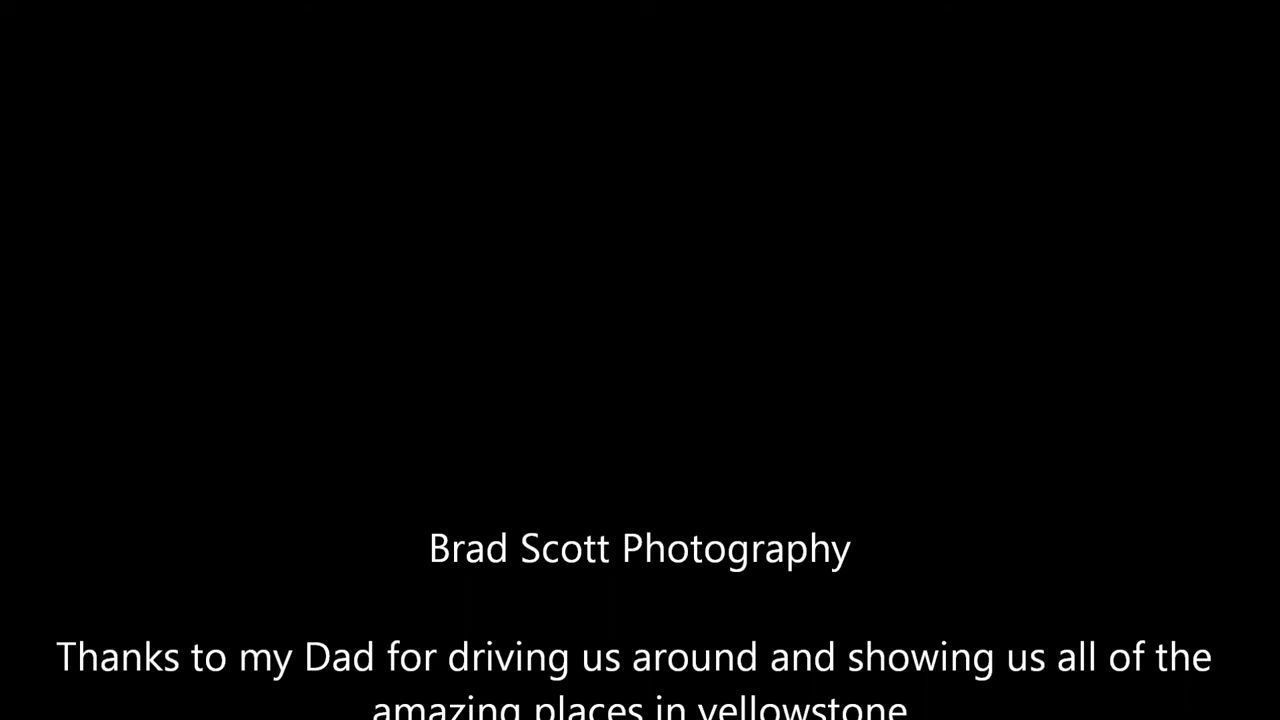 Brad Scott Photography
Thanks to my Dad for driving us around and showing us all of the
amazing places in yellowstone